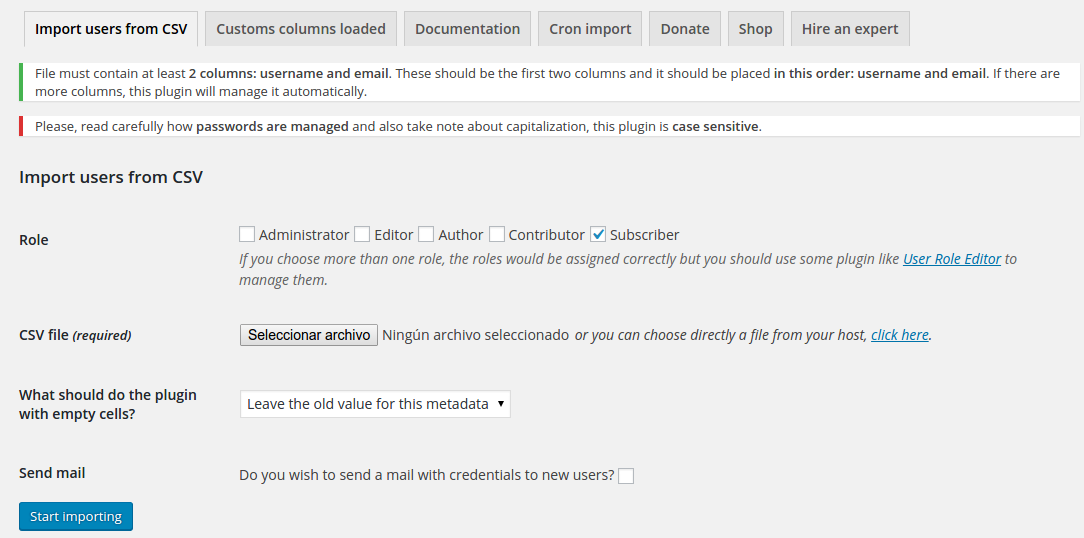 Import users from CSV Customs columns loaded Documentation Cron import Donate Shop Hire an expert
File must contain at least 2 columns: username and email. These should be the first two columns and it should be placed in this order: username and email. If there are
more columns, this plugin will manage it automatically.
Please, read carefully how passwords are managed and also take note about capitalization, this plugin is case sensitive.
Import users from CSV
Role
Administrator Editor Author Contributor Subscriber
If you choose more than one role, the roles would be assigned correctly but you should use some plugin like User Role Editor to
manage them.
CSV file (required)
Seleccionar archivo Ningún archivo seleccionado or you can choose directly a file from your host, click here.
What should do the plugin
with empty cells?
Leave the old value for this metadata
Send mail
Do you wish to send a mail with credentials to new users?
Start importing